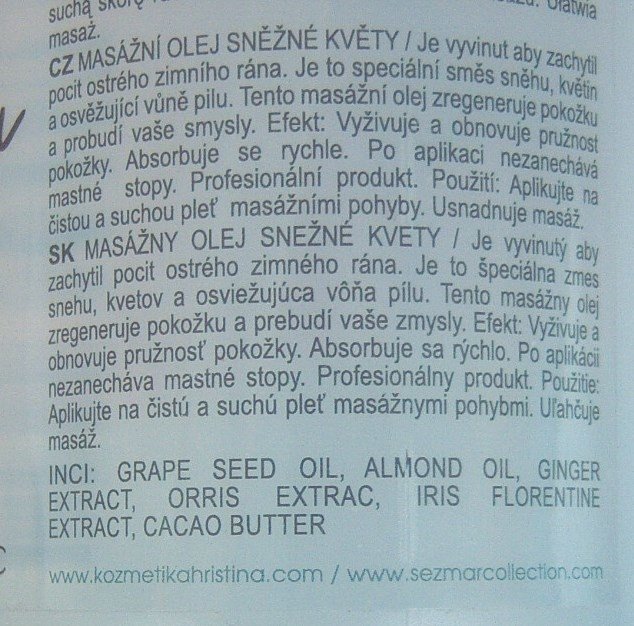 suchą skórę
Ułatwia
masaż.
CZ MASÁŽNÍ OLEJ SNĚŽNÉ KVĚTY / Je vyvinut aby zachytil
pocit ostrého zimního rána. Je to speciální směs sněhu, květin
a osvěžující vůně pilu. Tento masážní olej zregeneruje pokožku
a probudí vaše smysly. Efekt: Vyživuje a obnovuje pružnost
pokožky. Absorbuje se rychle. Po aplikaci nezanechává
mastné stopy. Profesionální produkt. Použití: Aplikujte na
čistou a suchou pleť masážními pohyby. Usnadnuje masáž.
SK MASÁŽNY OLEJ SNEŽNÉ KVETY / Je vyvinutý aby
zachytil pocit ostrého zimného rána. Je to špeciálna zmes
snehu, kvetov a osviežujúca vôňa pílu. Tento masážny olej
zregeneruje pokožku a prebudí vaše zmysly. Efekt: Vyživuje a
obnovuje pružnosť pokožky. Absorbuje sa rýchlo. Po aplikácii
nezanecháva mastné stopy. Profesionálny produkt. Použitie:
Aplikujte na čistú a suchú pleť masážnymi pohybmi. Uľahčuje
masáž.
INCI: GRAPE SEED OIL, ALMOND OIL, GINGER
EXTRACT, ORRIS EXTRAC, IRIS FLORENTINE
EXTRACT, CACAO BUTTER
www.kozmetikahristina.com / www.sezmarcollection.com